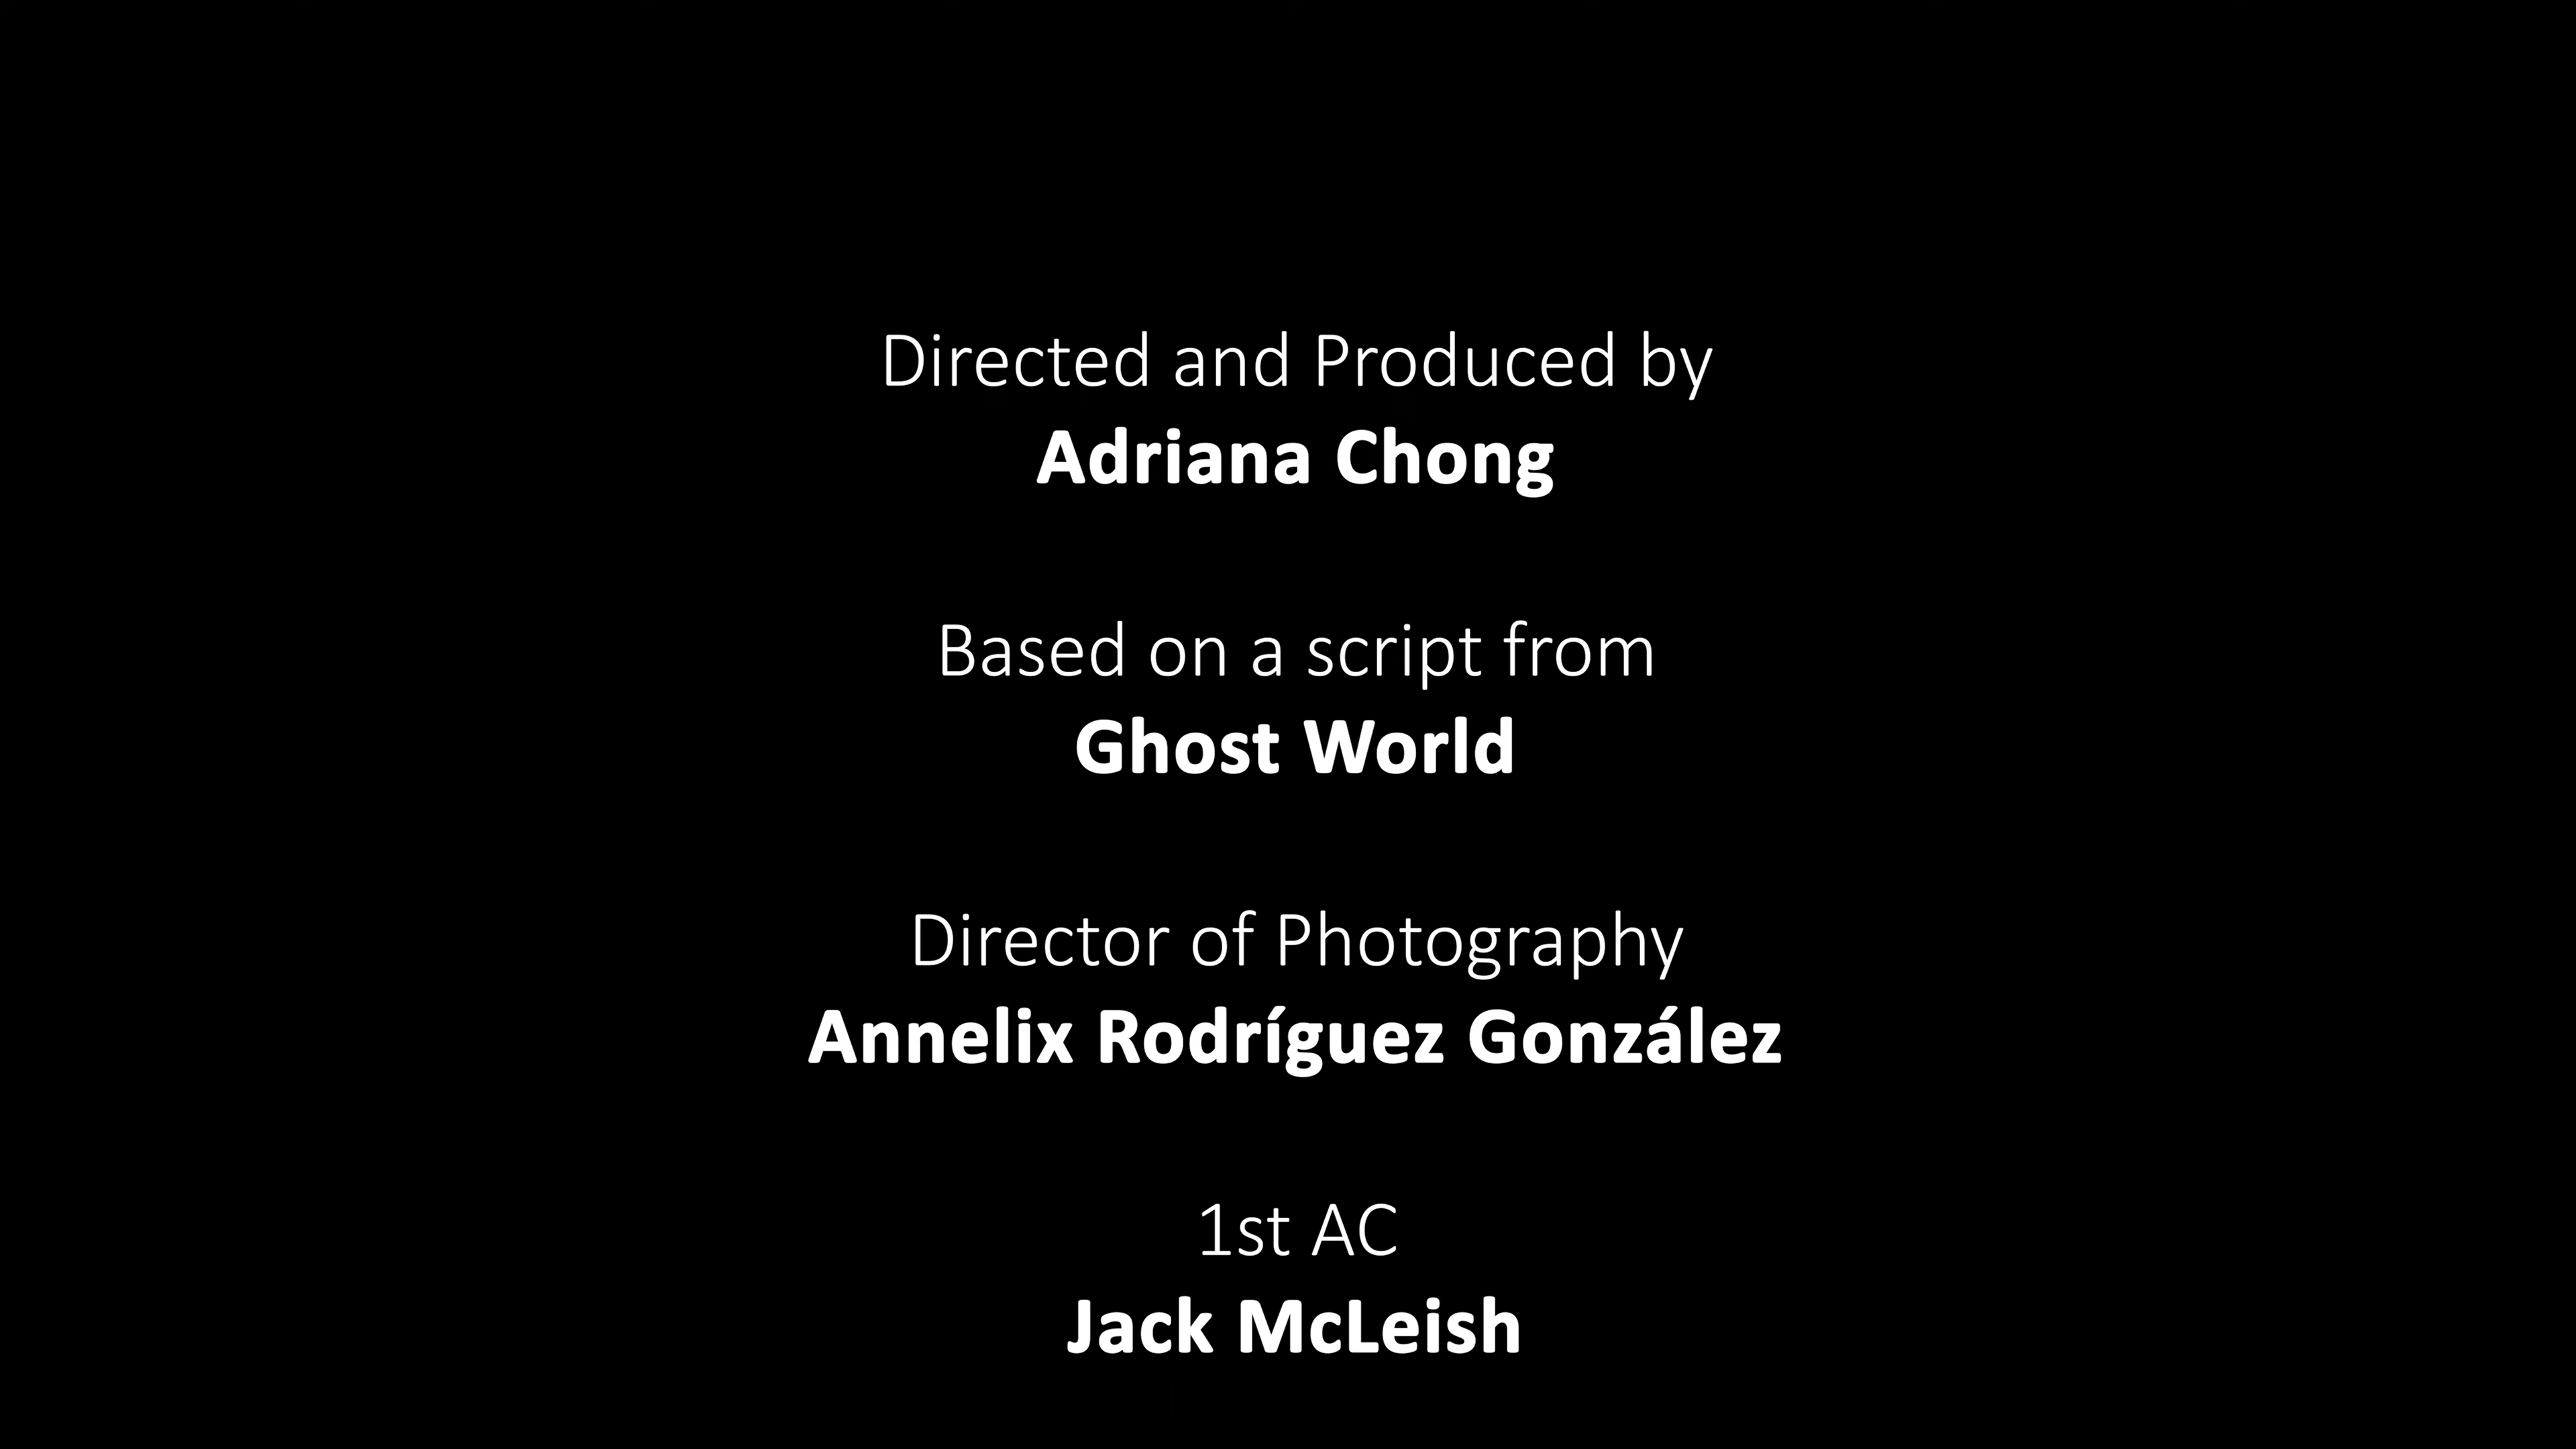 Directed and Produced by
Adriana Chong
Based on a script from
Ghost World
Director of Photography
Annelix Rodríguez González
1st AC
Jack McLeish